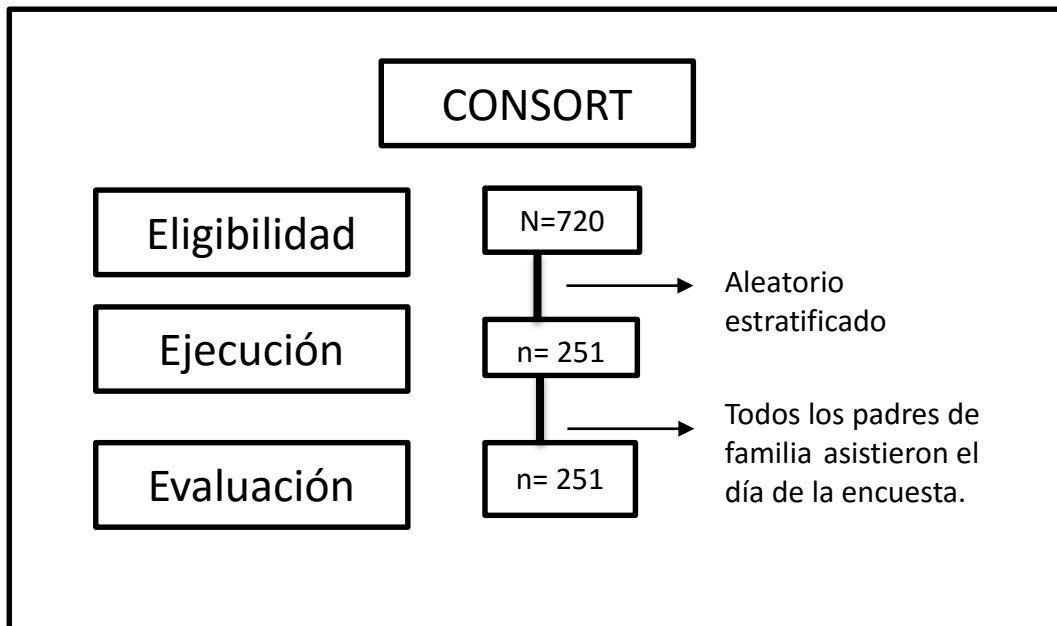 CONSORT
Eligibilidad
N=720
Aleatorio
estratificado
Ejecución
n= 251
Todos los padres de
familia asistieron el
día de la encuesta.
Evaluación
n= 251